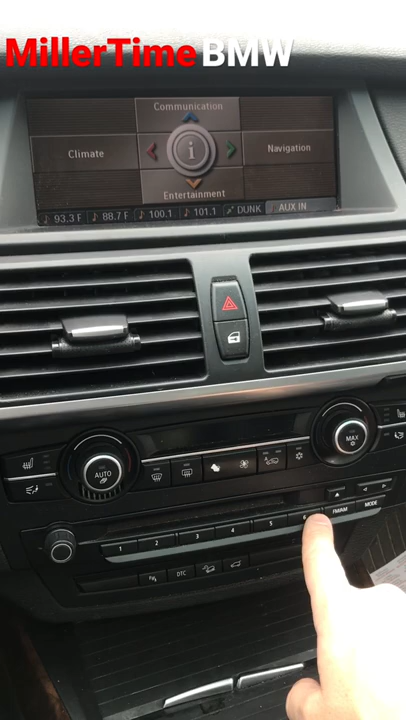 MillerTime BMW
Communication
Climate
i
Navigation
Entertainment
93.3 F 88.7 F 100.1 101.1 DUNK AUX IN
AUTO
MAX
1 2 3 4 5 6 FM/AM MODE
DTC